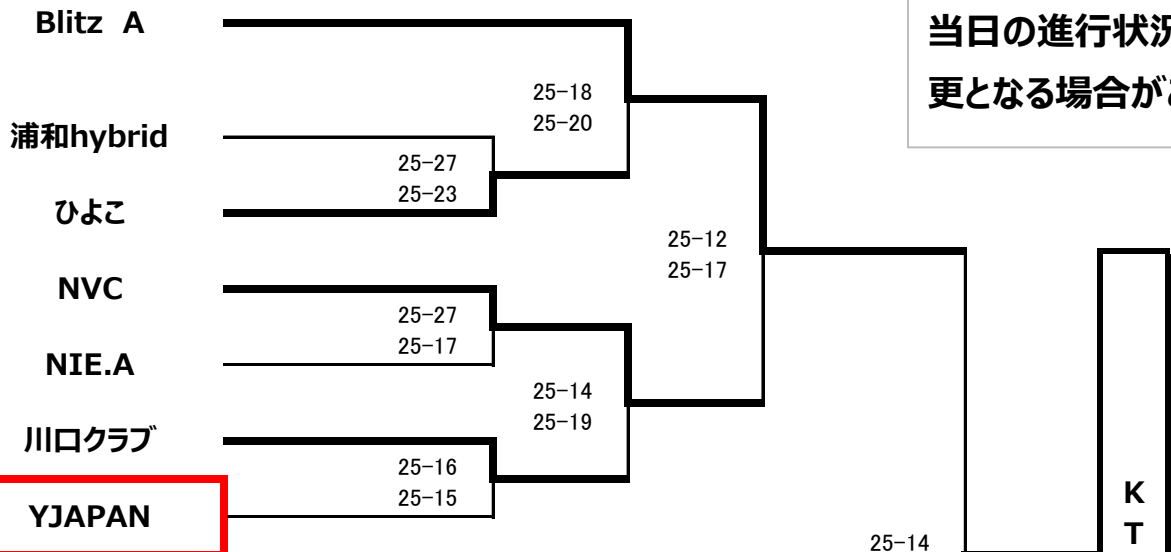 Blitz A
当日の進行状況
更となる場合が
25-18
25-20
浦和hybrid
25-27
25-23
ひよこ
25-12
25-17
NVC
25-27
25-17
NIE.A
25-14
25-19
川口クラブ
25-16
25-15
YJAPAN
25-14
K
T